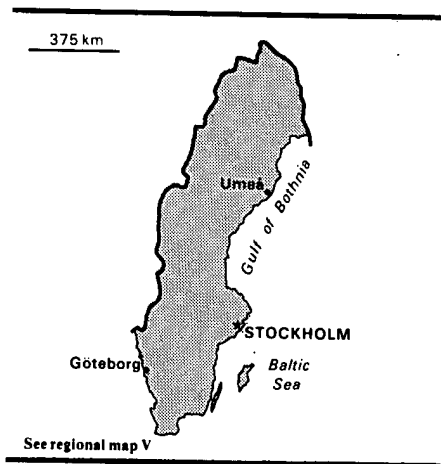 375 km
Umeå
Gulf of Bothnia
STOCKHOLM
Göteborg
Baltic
Sea
See regional map V